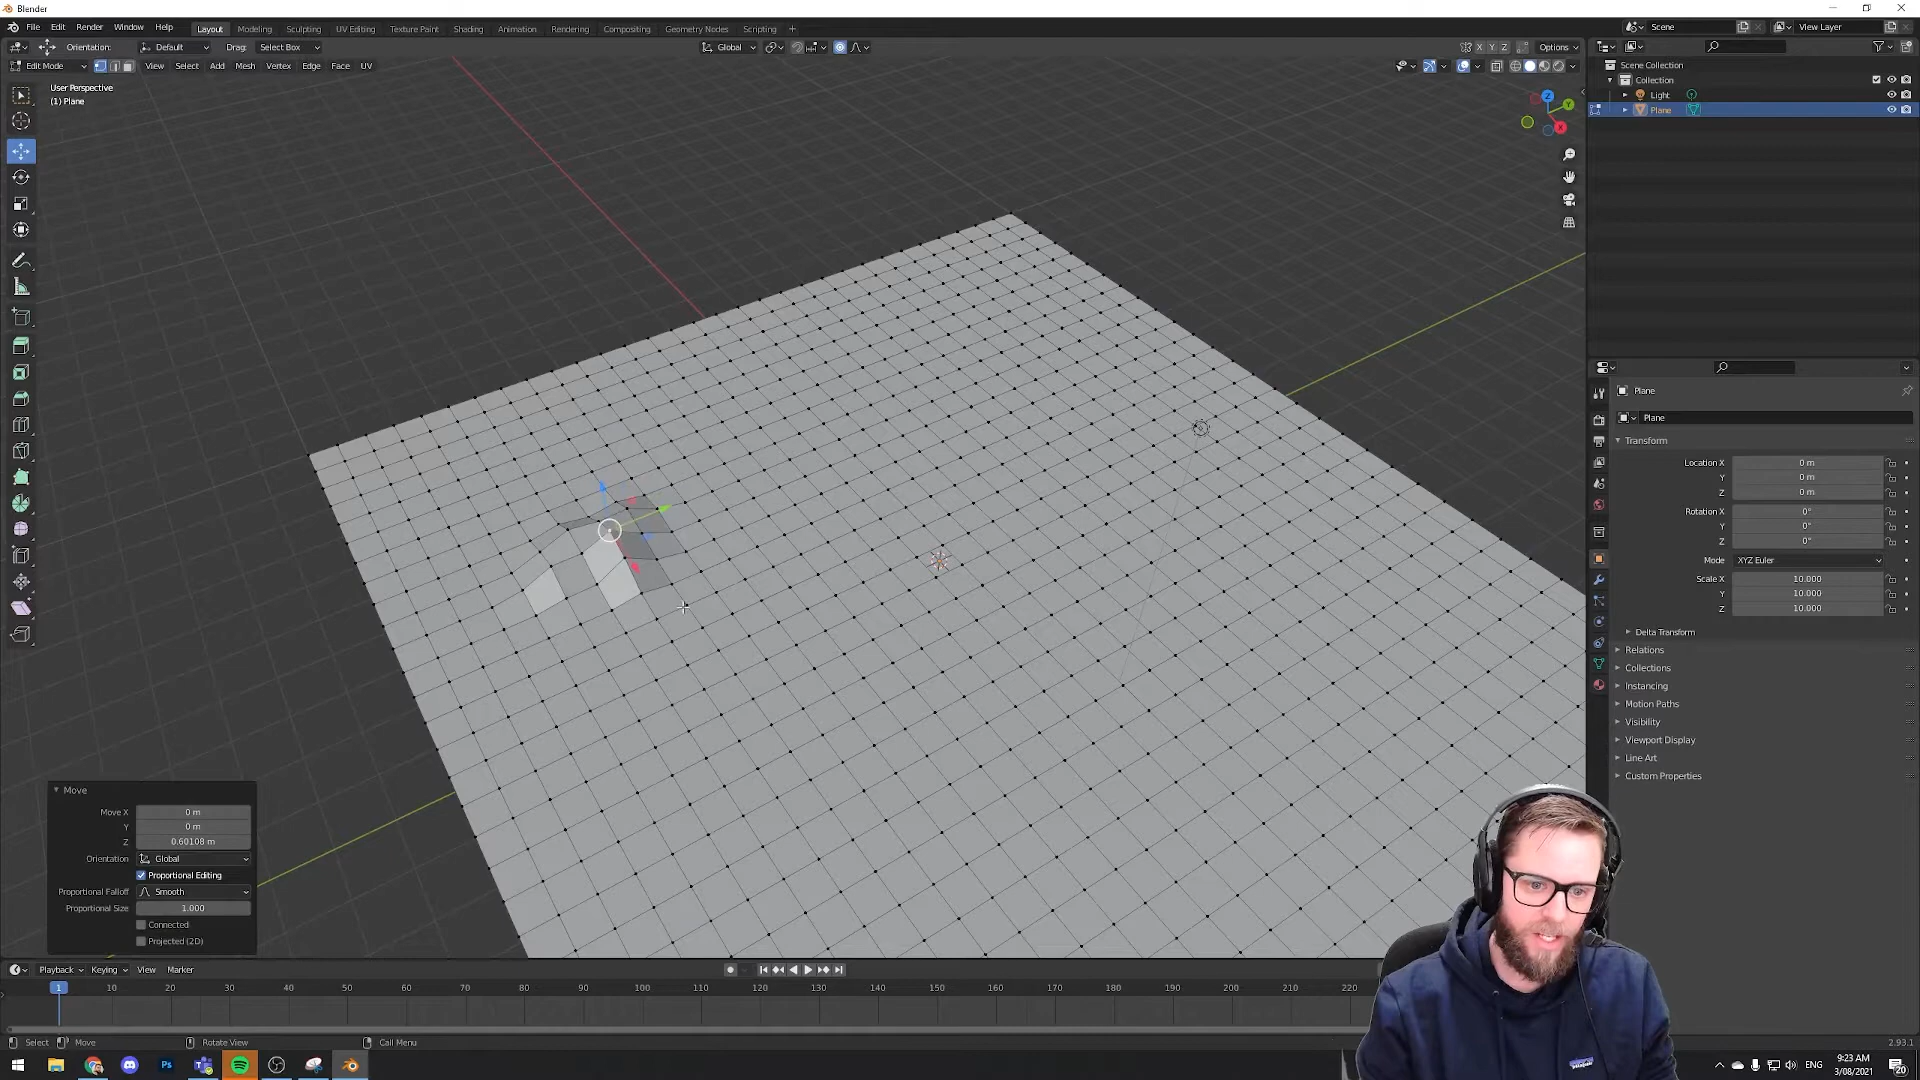 Blender
File Edit Render Window Help Layout Modeling Sculpting UV Editing Texture Paint Shading Animation Rendering Compositing Geometry Nodes Scripting + Scene View Layer
Orientation: Default Drag: Select Box Global X Y Z Options
Edit Mode View Select Add Mesh Vertex Edge Face UV
User Perspective
(1) Plane
Z
Y
X
Scene Collection
Collection
Light
Plane
Plane
Plane
Transform
Location X 0 m
Y 0 m
Z 0 m
Rotation X 0°
Y 0°
Z 0°
Mode XYZ Euler
Scale X 10.000
Y 10.000
Z 10.000
Delta Transform
Relations
Collections
Instancing
Motion Paths
Visibility
Viewport Display
Line Art
Custom Properties
Move
Move X 0 m
Y 0 m
Z 0.60108 m
Orientation Global
Proportional Editing
Proportional Falloff Smooth
Proportional Size 1.000
Connected
Projected (2D)
Playback Keying View Marker
1 10 20 30 40 50 60 70 80 90 100 110 120 130 140 150 160 170 180 190 200 210 220
Select Move Rotate View Call Menu 2.93.1
Ps ENG 9:23 AM
3/08/2021
20